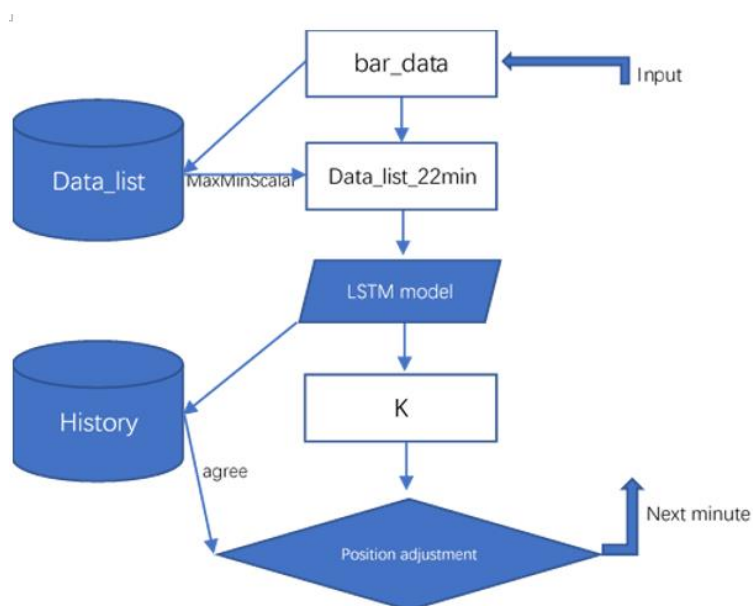 bar_data
Input
Data_list
MaxMinScalar
Data_list_22min
LSTM model
History
K
agree
Next minute
Position adjustment